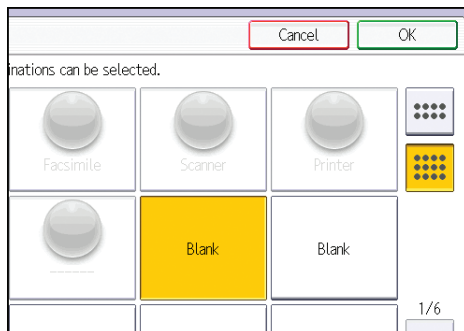 Cancel OK
inations can be selected.
Facsimile Scanner Printer
------
Blank Blank
1/6